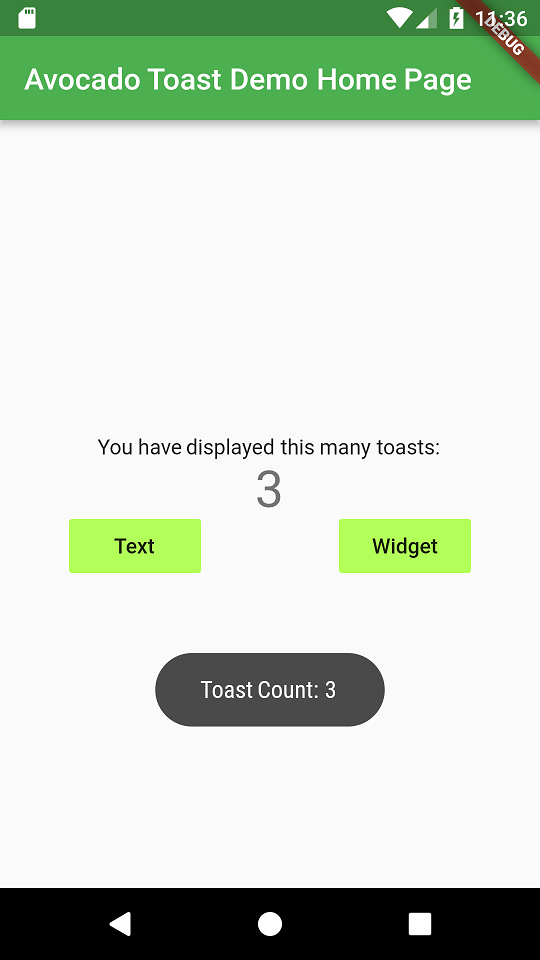 11:36
DEBUG
Avocado Toast Demo Home Page
You have displayed this many toasts:
3
Text
Widget
Toast Count: 3